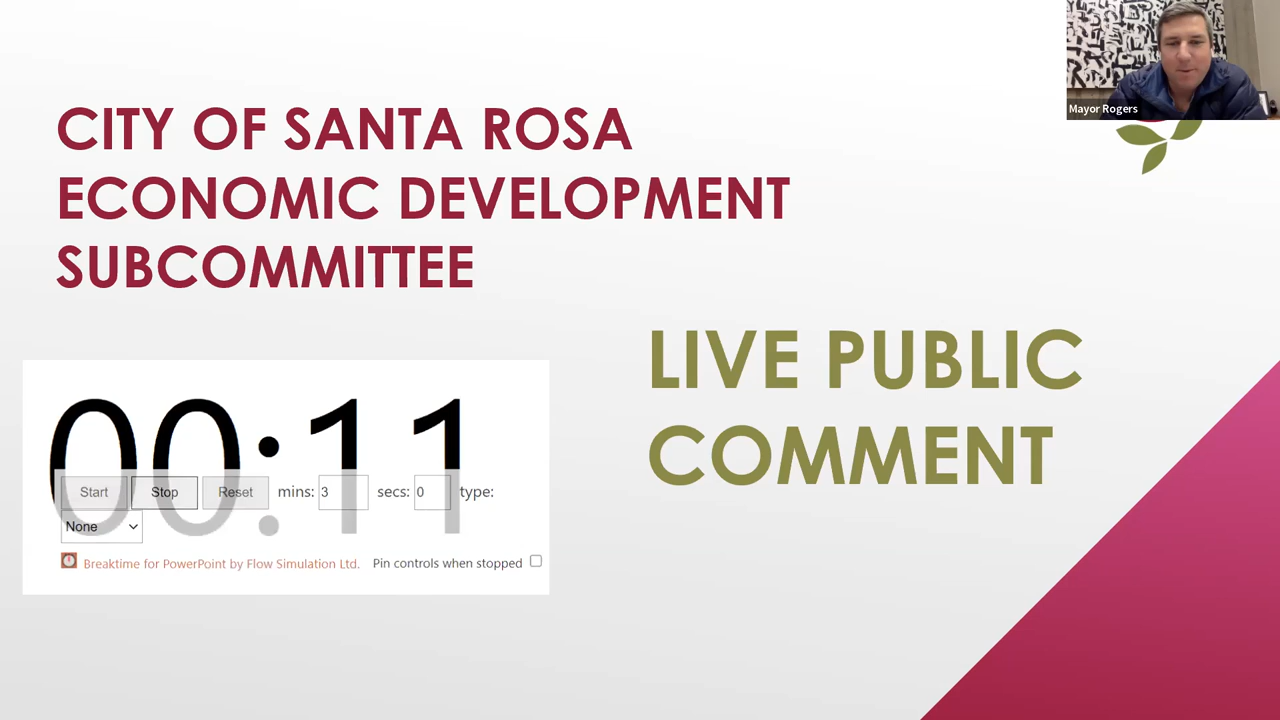 Mayor Rogers
CITY OF SANTA ROSA
ECONOMIC DEVELOPMENT
SUBCOMMITTEE
LIVE PUBLIC
COMMENT
00:11
Start Stop Reset mins: 3 secs: 0 type:
None
Breaktime for PowerPoint by Flow Simulation Ltd. Pin controls when stopped